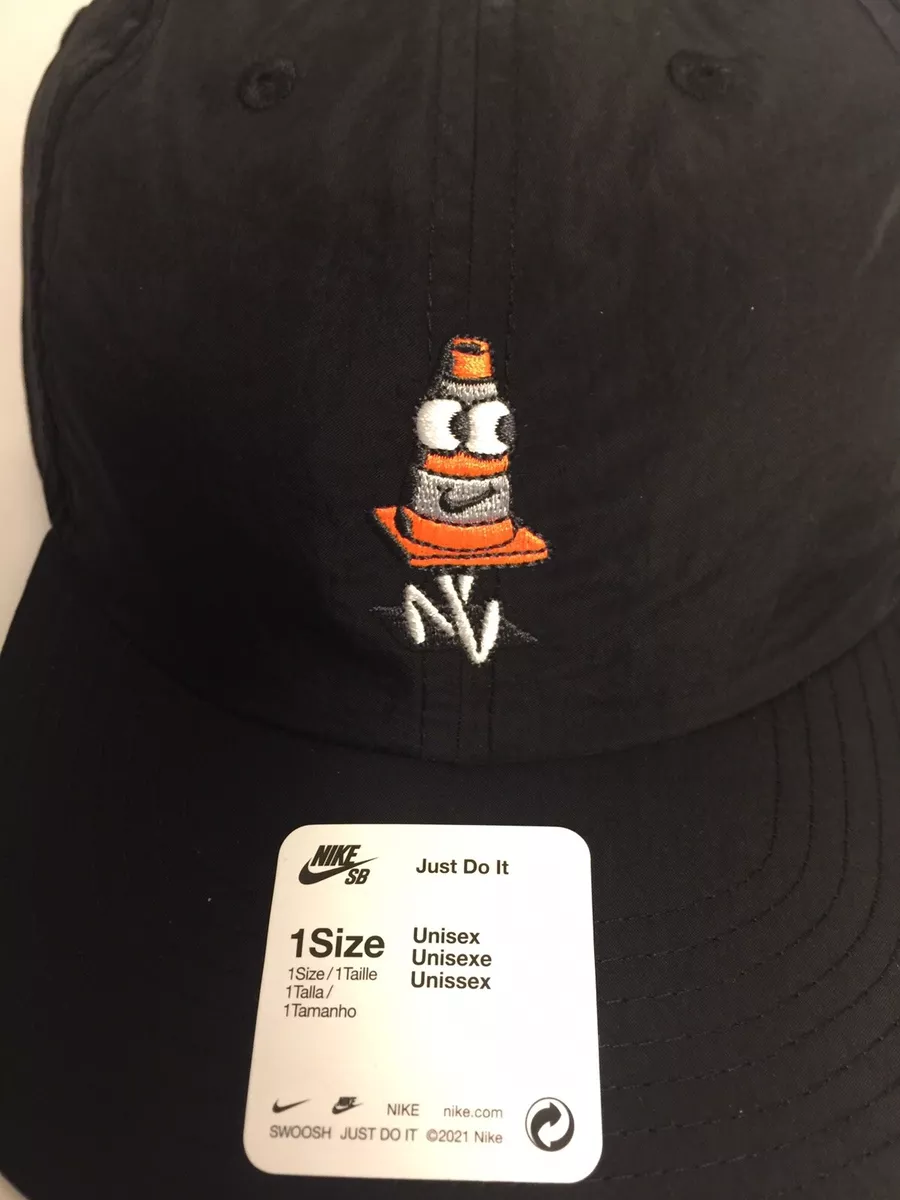 NIKE
SB
Just Do It
1Size
1Size / 1Taille
1Talla /
1Tamanho
Unisex
Unisexe
Unissex
NIKE NIKE nike.com
SWOOSH JUST DO IT ©2021 Nike